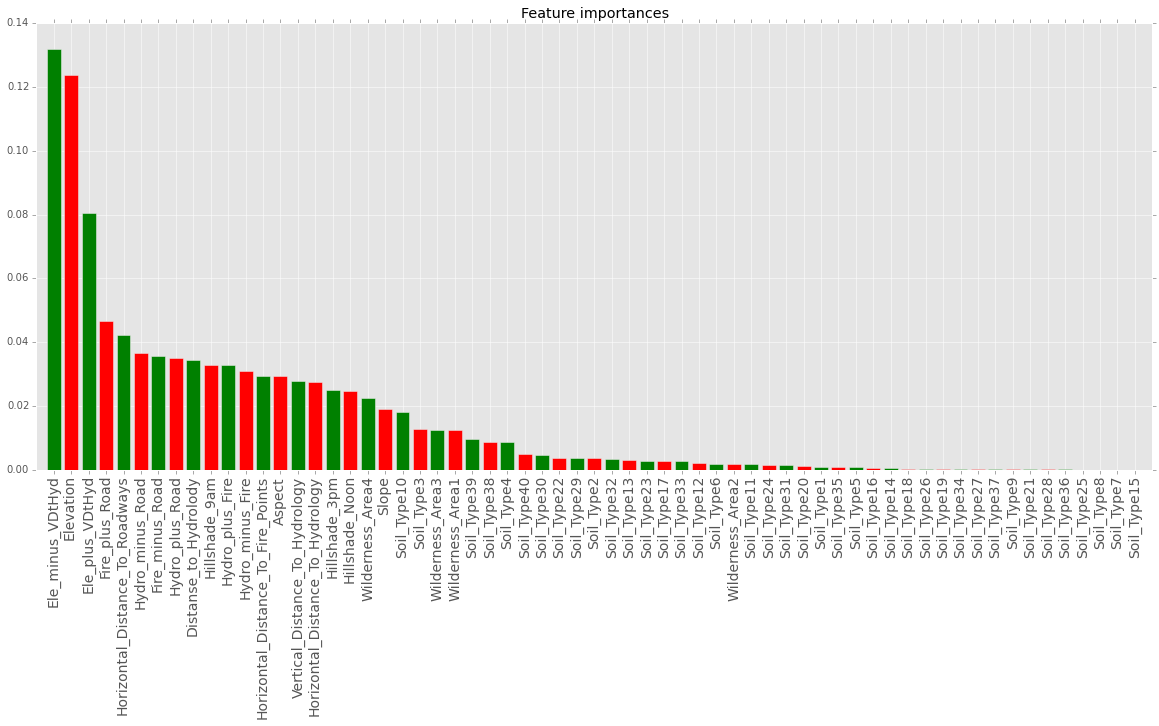 Feature importances
0.14
0.12
0.10
0.08
0.06
0.04
0.02
0.00
Ele_minus_VDtHyd
Elevation
Ele_plus_VDtHyd
Fire_plus_Road
Horizontal_Distance_To_Roadways
Hydro_minus_Road
Fire_minus_Road
Hydro_plus_Road
Distanse_to_Hydrolody
Hillshade_9am
Hydro_plus_Fire
Hydro_minus_Fire
Horizontal_Distance_To_Fire_Points
Aspect
Vertical_Distance_To_Hydrology
Horizontal_Distance_To_Hydrology
Hillshade_3pm
Hillshade_Noon
Wilderness_Area4
Slope
Soil_Type10
Soil_Type3
Wilderness_Area3
Wilderness_Area1
Soil_Type39
Soil_Type38
Soil_Type4
Soil_Type40
Soil_Type30
Soil_Type22
Soil_Type29
Soil_Type2
Soil_Type32
Soil_Type13
Soil_Type23
Soil_Type17
Soil_Type33
Soil_Type12
Soil_Type6
Wilderness_Area2
Soil_Type11
Soil_Type24
Soil_Type31
Soil_Type20
Soil_Type1
Soil_Type35
Soil_Type5
Soil_Type16
Soil_Type14
Soil_Type18
Soil_Type26
Soil_Type19
Soil_Type34
Soil_Type27
Soil_Type37
Soil_Type9
Soil_Type21
Soil_Type28
Soil_Type36
Soil_Type25
Soil_Type8
Soil_Type7
Soil_Type15